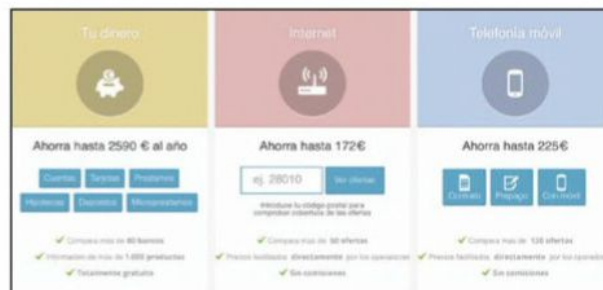 Tu dinero
Ahorra hasta 2590 € al año
Cuentas Tarjetas Préstamos
Hipotecas Depósitos Micropréstamos
Compara más de 80 bancos
Información de más de 1.000 productos
Totalmente gratuito
Internet
Ahorra hasta 172€
ej. 28010 Ver ofertas
Introduce tu código postal para
comprobar cobertura de las ofertas
Compara más de 50 ofertas
Precios facilitados directamente por los operadores
Sin comisiones
Telefonía móvil
Ahorra hasta 225€
Contrato Prepago Con móvil
Compara más de 125 ofertas
Precios facilitados directamente por los operadores
Sin comisiones